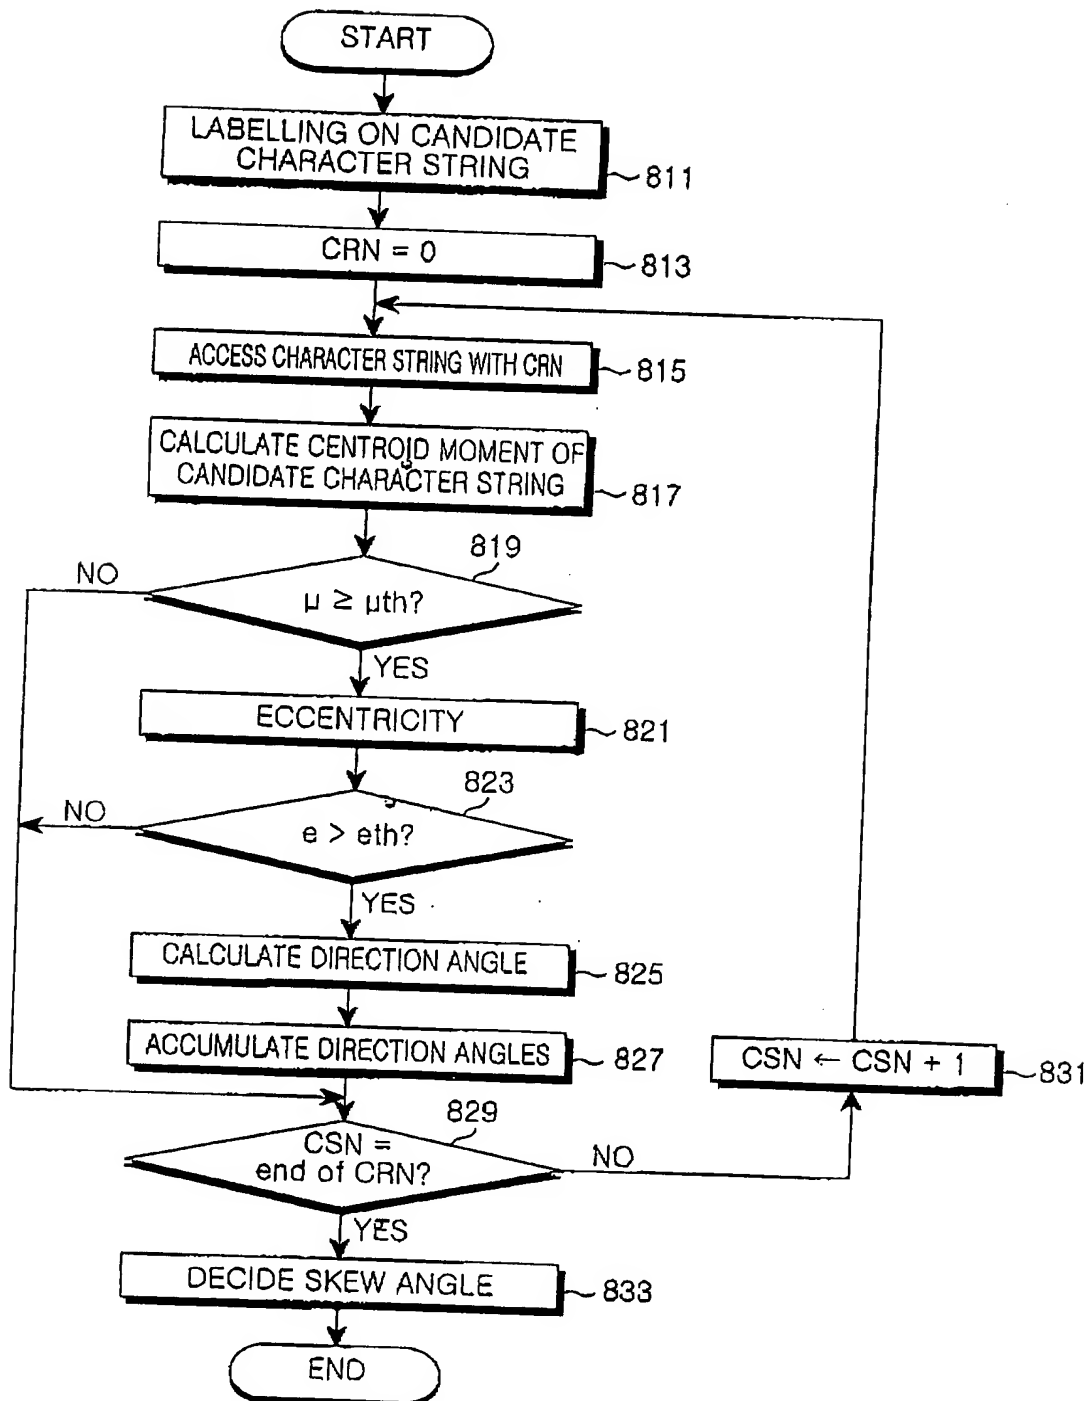 START
LABELLING ON CANDIDATE
CHARACTER STRING
811
CRN = 0
813
ACCESS CHARACTER STRING WITH CRN
815
CALCULATE CENTROID MOMENT OF
CANDIDATE CHARACTER STRING
817
819
NO
µ ≥ µth?
YES
ECCENTRICITY
821
823
NO
e > eth?
YES
CALCULATE DIRECTION ANGLE
825
ACCUMULATE DIRECTION ANGLES
827
CSN ← CSN + 1
831
829
CSN =
end of CRN?
NO
YES
DECIDE SKEW ANGLE
833
END